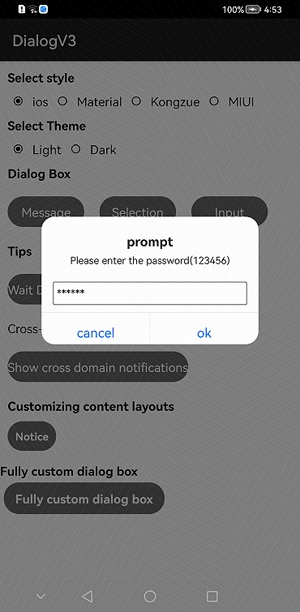 100% 4:53
DialogV3
Select style
ios Material Kongzue MIUI
Select Theme
Light Dark
Dialog Box
Message Selection Input
prompt
Please enter the password(123456)
******
cancel ok
Tips
Wait D
Cross-
Show cross domain notifications
Customizing content layouts
Notice
Fully custom dialog box
Fully custom dialog box